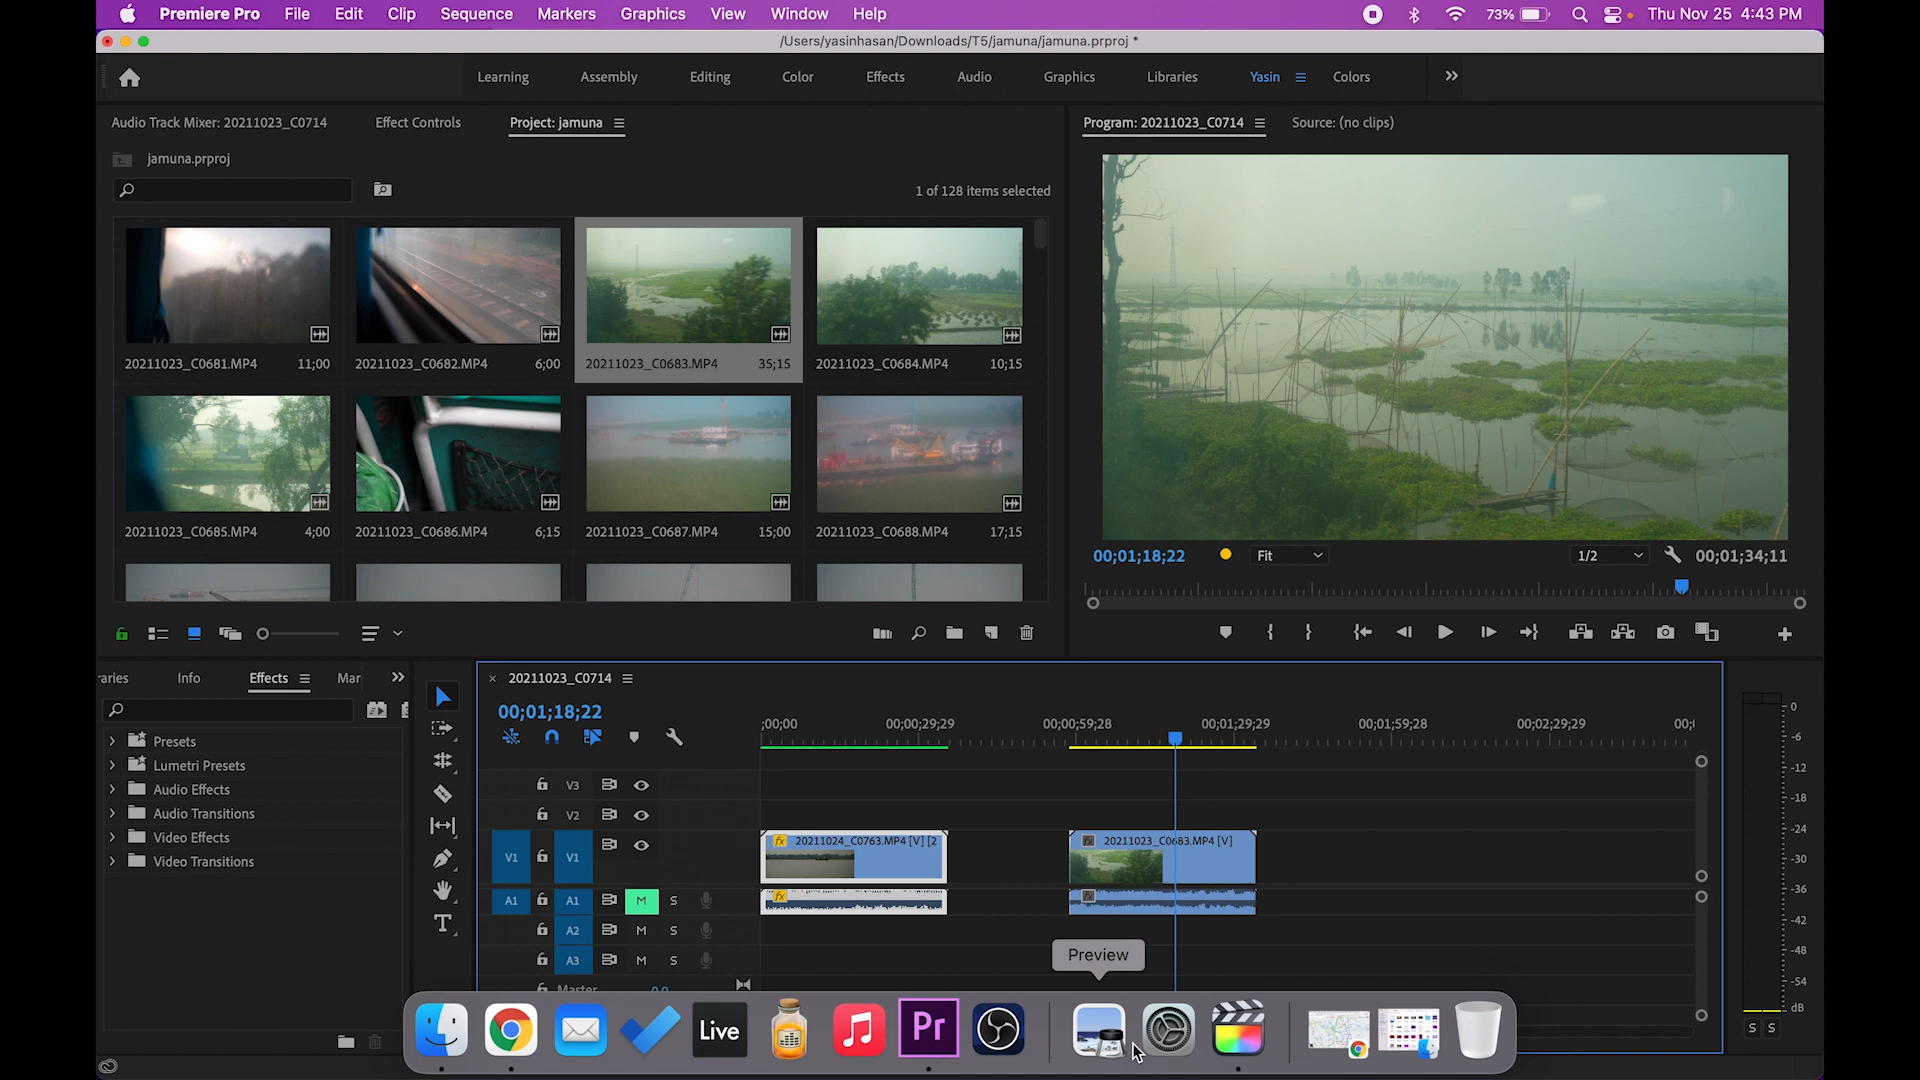 Premiere Pro File Edit Clip Sequence Markers Graphics View Window Help 73% Thu Nov 25 4:43 PM
/Users/yasinhasan/Downloads/T5/jamuna/jamuna.prproj *
Learning Assembly Editing Color Effects Audio Graphics Libraries Yasin Colors
Audio Track Mixer: 20211023_C0714 Effect Controls Project: jamuna
Program: 20211023_C0714 Source: (no clips)
jamuna.prproj
1 of 128 items selected
20211023_C0681.MP4 11;00 20211023_C0682.MP4 6;00 20211023_C0683.MP4 35;15 20211023_C0684.MP4 10;15
20211023_C0685.MP4 4;00 20211023_C0686.MP4 6;15 20211023_C0687.MP4 15;00 20211023_C0688.MP4 17;15
00;01;18;22 Fit 1/2 00;01;34;11
raries Info Effects Mar
Presets
Lumetri Presets
Audio Effects
Audio Transitions
Video Effects
Video Transitions
20211023_C0714
00;01;18;22
;00;00 00;00;29;29 00;00;59;28 00;01;29;29 00;01;59;28 00;02;29;29 00;
V3
V2
V1 V1
20211024_C0763.MP4 [V] [2 20211023_C0683.MP4 [V]
fx fx
A1 A1 M S
fx fx
A2 M S
A3 M S
Master 0.0
0
-6
-12
-18
-24
-30
-36
-42
-48
-54
dB
S S
Preview
Live Pr